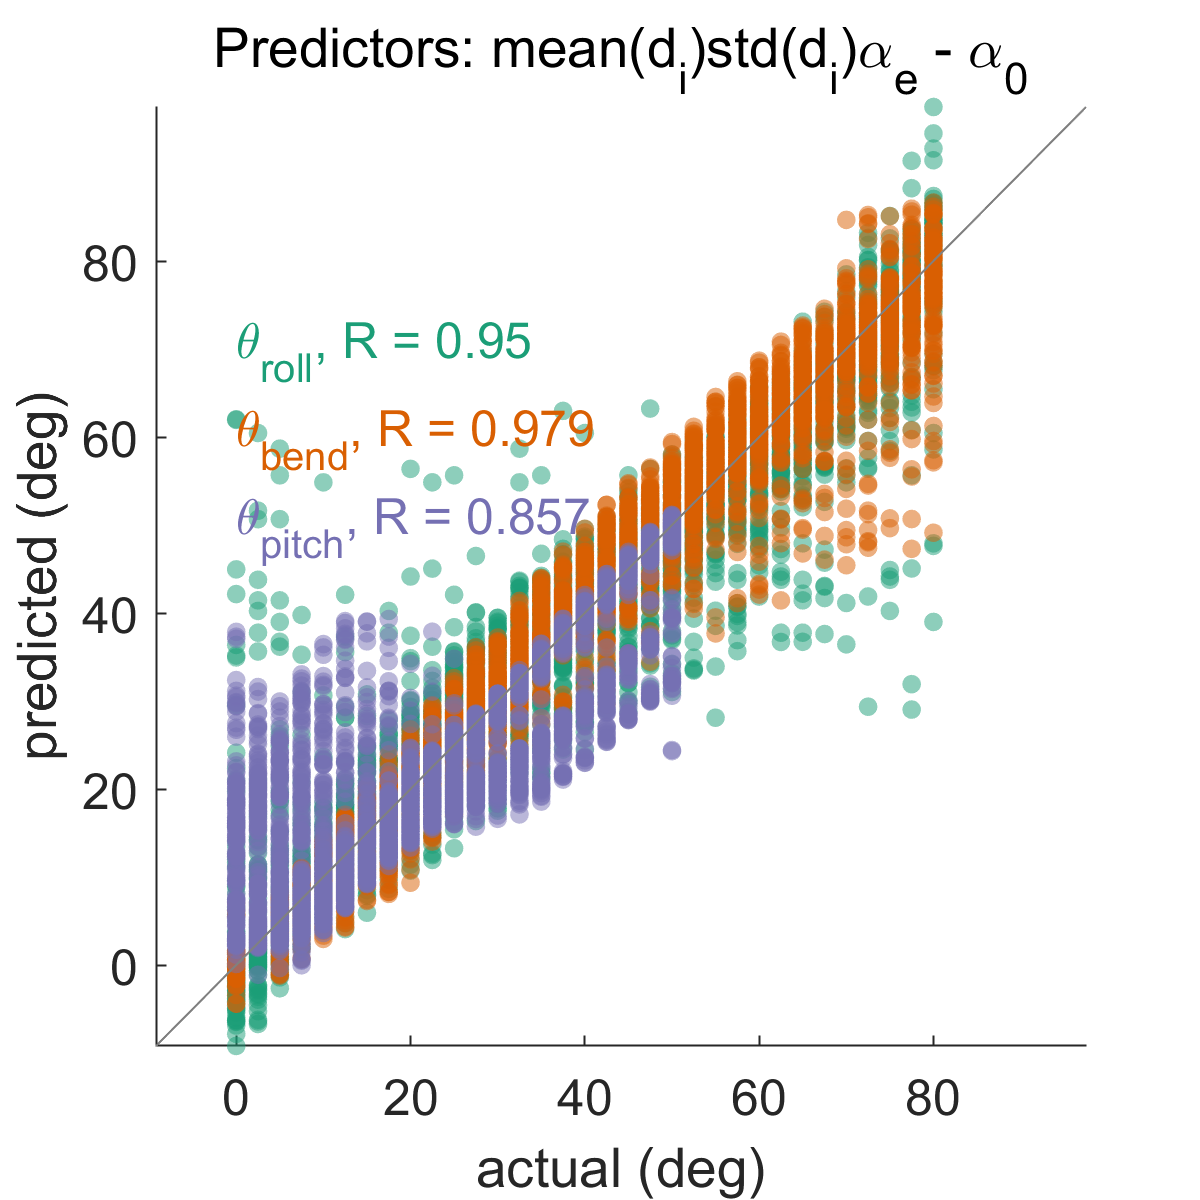 Predictors: mean(dᵢ)std(dᵢ)αₑ - α₀
80
θroll, R = 0.95
60
θbend, R = 0.979
θpitch, R = 0.857
40
20
0
predicted (deg)
0 20 40 60 80
actual (deg)